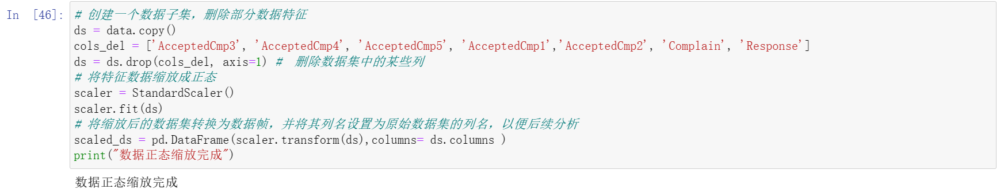 In [46]: # 创建一个数据子集，删除部分数据特征
ds = data.copy()
cols_del = ['AcceptedCmp3', 'AcceptedCmp4', 'AcceptedCmp5', 'AcceptedCmp1','AcceptedCmp2', 'Complain', 'Response']
ds = ds.drop(cols_del, axis=1) #  删除数据集中的某些列
# 将特征数据缩放成正态
scaler = StandardScaler()
scaler.fit(ds)
# 将缩放后的数据集转换为数据帧，并将其列名设置为原始数据集的列名，以便后续分析
scaled_ds = pd.DataFrame(scaler.transform(ds),columns= ds.columns )
print("数据正态缩放完成")
数据正态缩放完成